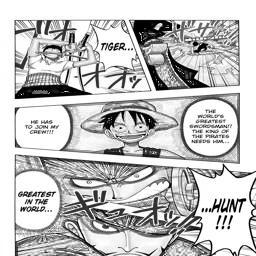 TIGER...
THE WORLD'S
GREATEST
SWORDSMAN!!
THE KING OF
THE PIRATES
NEEDS HIM...
HE HAS
TO JOIN
MY CREW!!!
...HUNT
!!!
GREATEST
IN THE
WORLD...